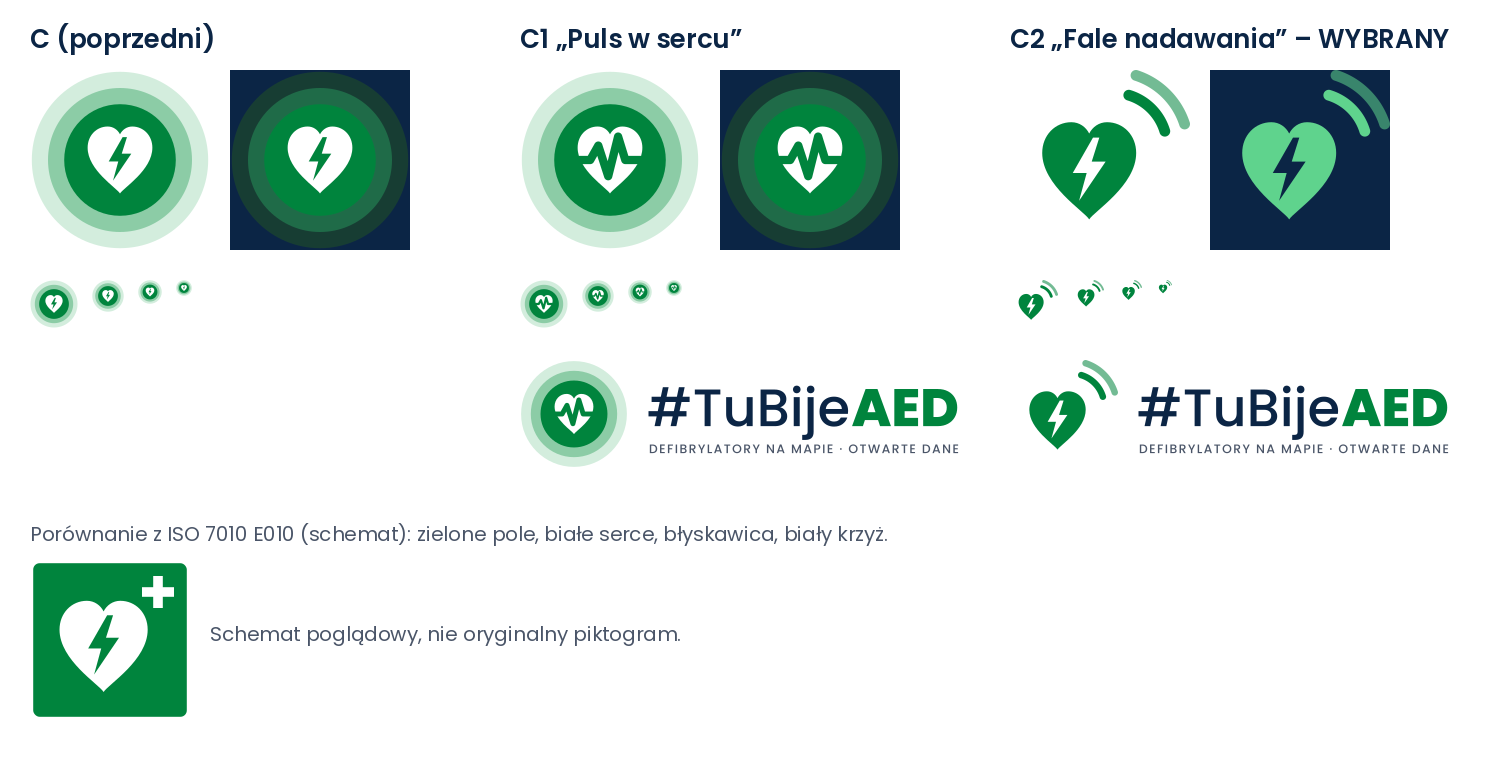 C (poprzedni)
C1 „Puls w sercu”
C2 „Fale nadawania” – WYBRANY
#TuBijeAED
DEFIBRYLATORY NA MAPIE · OTWARTE DANE
#TuBijeAED
DEFIBRYLATORY NA MAPIE · OTWARTE DANE
Porównanie z ISO 7010 E010 (schemat): zielone pole, białe serce, błyskawica, biały krzyż.
Schemat poglądowy, nie oryginalny piktogram.